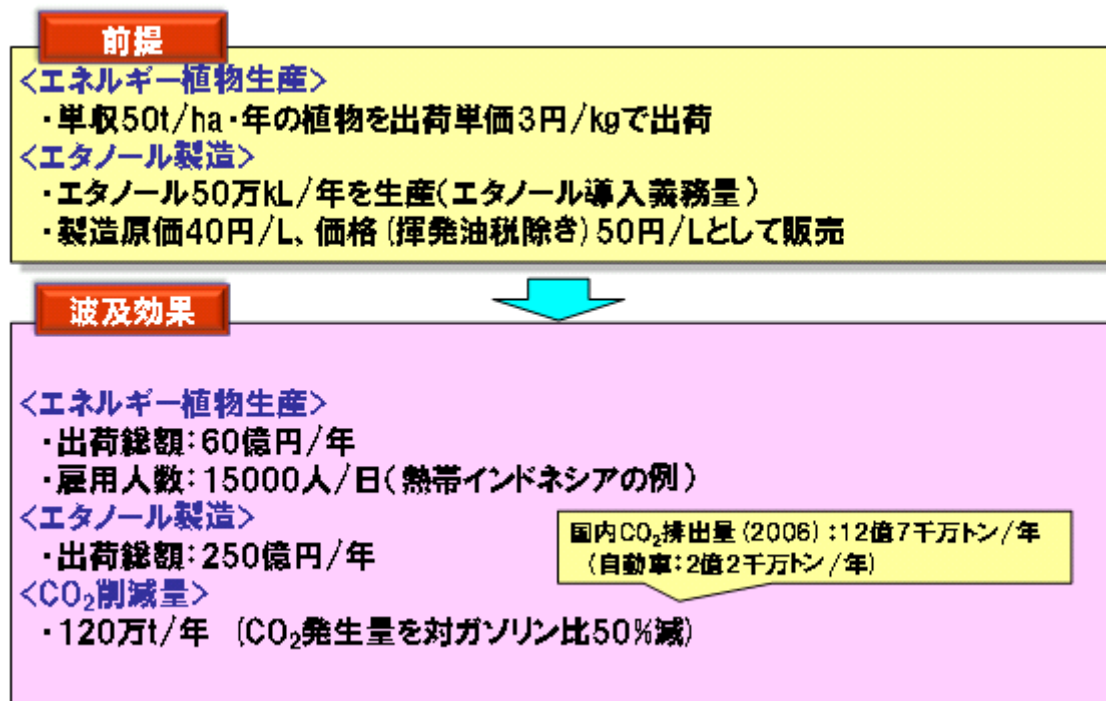 前提
<エネルギー植物生産>
・単収50t/ha・年の植物を出荷単価3円/kgで出荷
<エタノール製造>
・エタノール50万kL/年を生産(エタノール導入義務量)
・製造原価40円/L、価格(揮発油税除き)50円/Lとして販売
波及効果
<エネルギー植物生産>
・出荷総額:60億円/年
・雇用人数:15000人/日(熱帯インドネシアの例)
<エタノール製造>
・出荷総額:250億円/年
国内CO₂排出量(2006):12億7千万トン/年
(自動車:2億2千万トン/年)
<CO₂削減量>
・120万t/年 (CO₂発生量を対ガソリン比50%減)